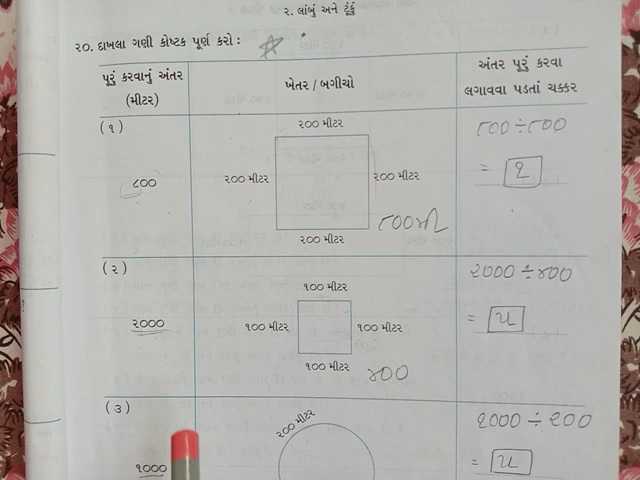 ૨. લાંબું અને ટૂંકું
૨૦. દાખલા ગણી કોષ્ટક પૂર્ણ કરો :
પૂરું કરવાનું અંતર
(મીટર)
ખેતર / બગીચો
અંતર પૂરું કરવા
લગાવવા પડતાં ચક્કર
(૧)
૮૦૦
૨૦૦ મીટર
૨૦૦ મીટર
૨૦૦ મીટર
૨૦૦ મીટર
૮૦૦મી
૮૦૦ ÷ ૮૦૦
= ૧
(૨)
૨૦૦૦
૧૦૦ મીટર
૧૦૦ મીટર
૧૦૦ મીટર
૧૦૦ મીટર
૪૦૦
૨૦૦૦ ÷ ૪૦૦
= ૫
(૩)
૧૦૦૦
૨૦૦ મીટર
૧૦૦૦ ÷ ૨૦૦
= ૫